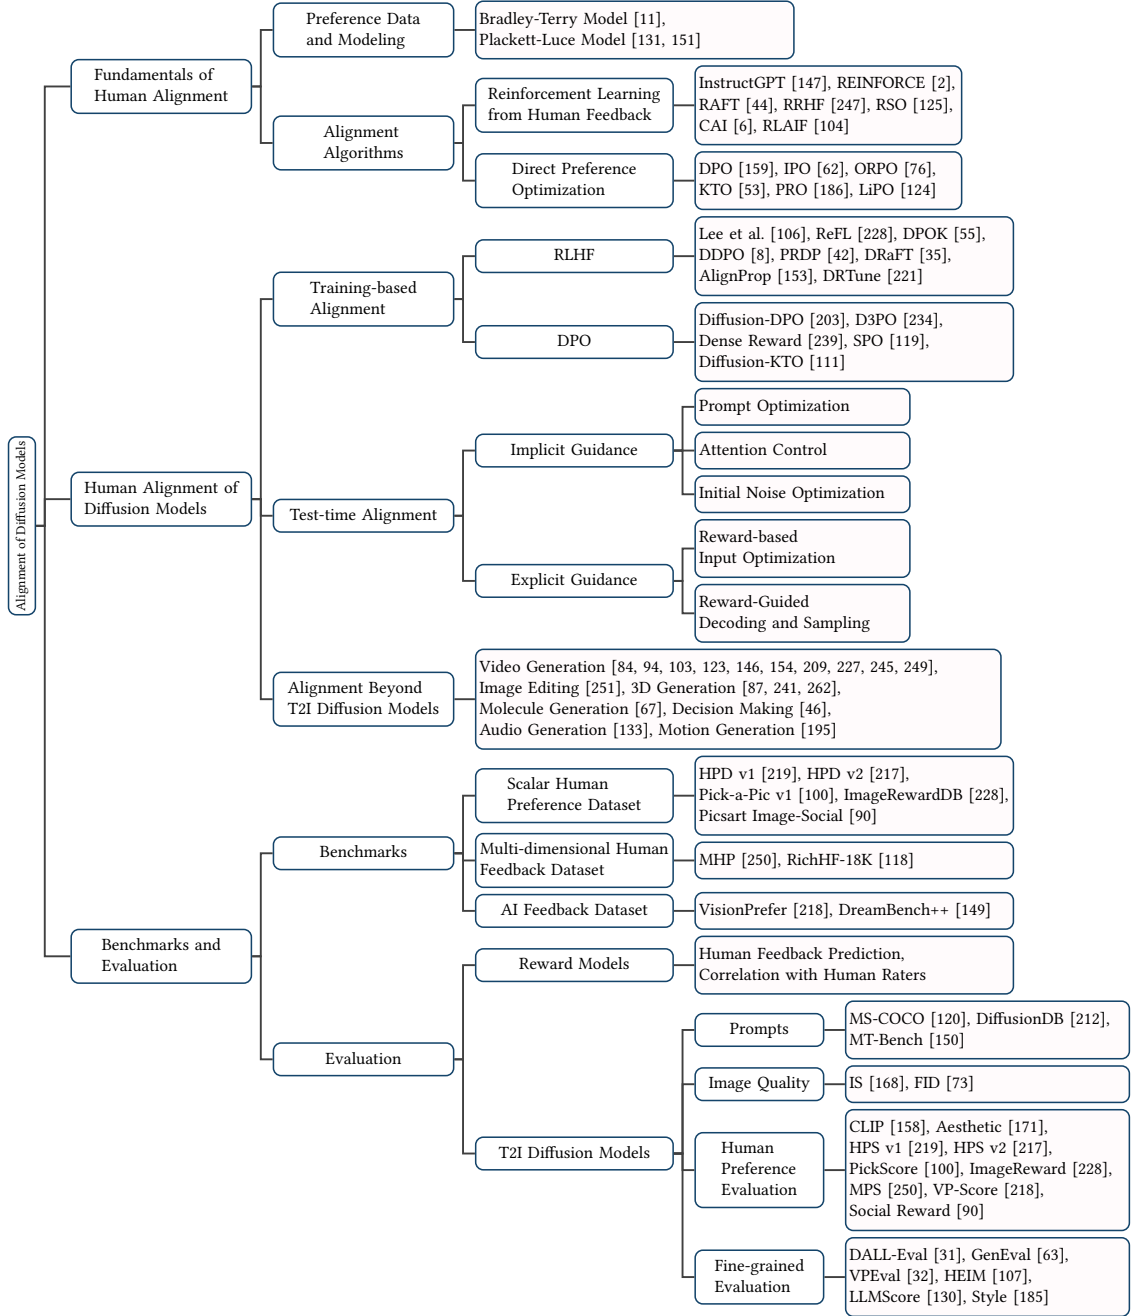 Alignment of Diffusion Models
Fundamentals of
Human Alignment
Preference Data
and Modeling
Bradley-Terry Model [11],
Plackett-Luce Model [131, 151]
Alignment
Algorithms
Reinforcement Learning
from Human Feedback
InstructGPT [147], REINFORCE [2],
RAFT [44], RRHF [247], RSO [125],
CAI [6], RLAIF [104]
Direct Preference
Optimization
DPO [159], IPO [62], ORPO [76],
KTO [53], PRO [186], LiPO [124]
Human Alignment of
Diffusion Models
Training-based
Alignment
RLHF
Lee et al. [106], ReFL [228], DPOK [55],
DDPO [8], PRDP [42], DRaFT [35],
AlignProp [153], DRTune [221]
DPO
Diffusion-DPO [203], D3PO [234],
Dense Reward [239], SPO [119],
Diffusion-KTO [111]
Test-time Alignment
Implicit Guidance
Prompt Optimization
Attention Control
Initial Noise Optimization
Explicit Guidance
Reward-based
Input Optimization
Reward-Guided
Decoding and Sampling
Alignment Beyond
T2I Diffusion Models
Video Generation [84, 94, 103, 123, 146, 154, 209, 227, 245, 249],
Image Editing [251], 3D Generation [87, 241, 262],
Molecule Generation [67], Decision Making [46],
Audio Generation [133], Motion Generation [195]
Benchmarks and
Evaluation
Benchmarks
Scalar Human
Preference Dataset
HPD v1 [219], HPD v2 [217],
Pick-a-Pic v1 [100], ImageRewardDB [228],
Picsart Image-Social [90]
Multi-dimensional Human
Feedback Dataset
MHP [250], RichHF-18K [118]
AI Feedback Dataset
VisionPrefer [218], DreamBench++ [149]
Evaluation
Reward Models
Human Feedback Prediction,
Correlation with Human Raters
T2I Diffusion Models
Prompts
MS-COCO [120], DiffusionDB [212],
MT-Bench [150]
Image Quality
IS [168], FID [73]
Human
Preference
Evaluation
CLIP [158], Aesthetic [171],
HPS v1 [219], HPS v2 [217],
PickScore [100], ImageReward [228],
MPS [250], VP-Score [218],
Social Reward [90]
Fine-grained
Evaluation
DALL-Eval [31], GenEval [63],
VPEval [32], HEIM [107],
LLMScore [130], Style [185]